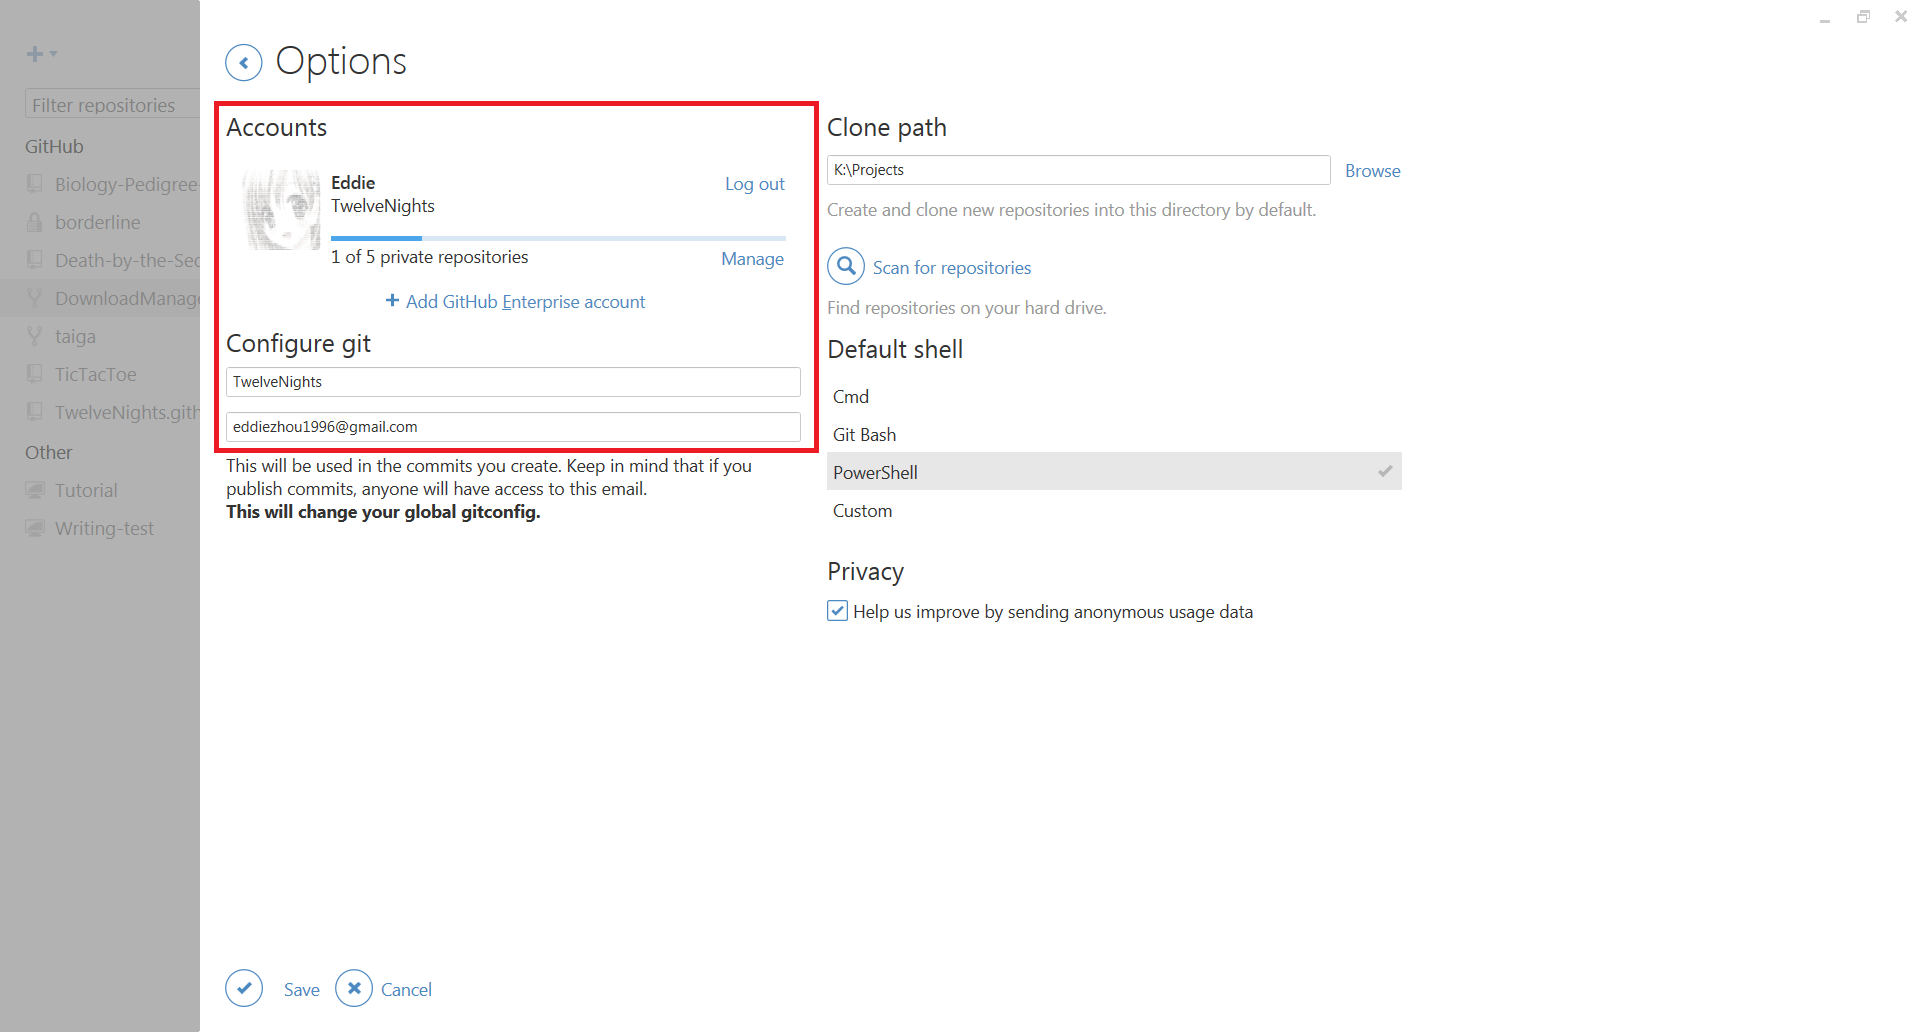 Filter repositories
GitHub
Biology-Pedigree-
borderline
Death-by-the-Sec
DownloadManage
taiga
TicTacToe
TwelveNights.gith
Other
Tutorial
Writing-test
Options
Accounts
Eddie
Log out
TwelveNights
1 of 5 private repositories
Manage
Add GitHub Enterprise account
Configure git
TwelveNights
eddiezhou1996@gmail.com
This will be used in the commits you create. Keep in mind that if you
publish commits, anyone will have access to this email.
This will change your global gitconfig.
Clone path
K:\Projects
Browse
Create and clone new repositories into this directory by default.
Scan for repositories
Find repositories on your hard drive.
Default shell
Cmd
Git Bash
PowerShell
Custom
Privacy
Help us improve by sending anonymous usage data
Save
Cancel